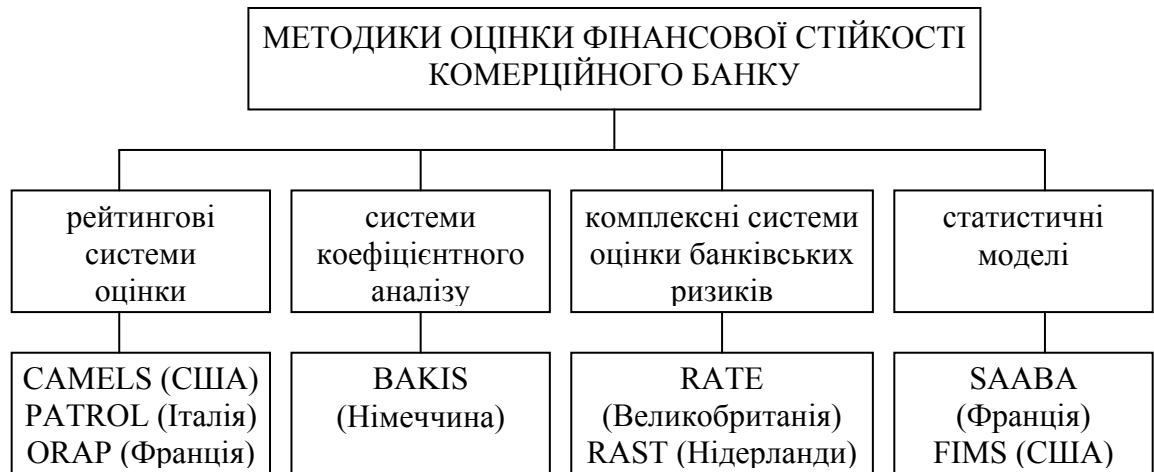 МЕТОДИКИ ОЦІНКИ ФІНАНСОВОЇ СТІЙКОСТІ
КОМЕРЦІЙНОГО БАНКУ
рейтингові
системи
оцінки
системи
коефіцієнтного
аналізу
комплексні системи
оцінки банківських
ризиків
статистичні
моделі
CAMELS (США)
PATROL (Італія)
ORAP (Франція)
BAKIS
(Німеччина)
RATE
(Великобританія)
RAST (Нідерланди)
SAABA
(Франція)
FIMS (США)